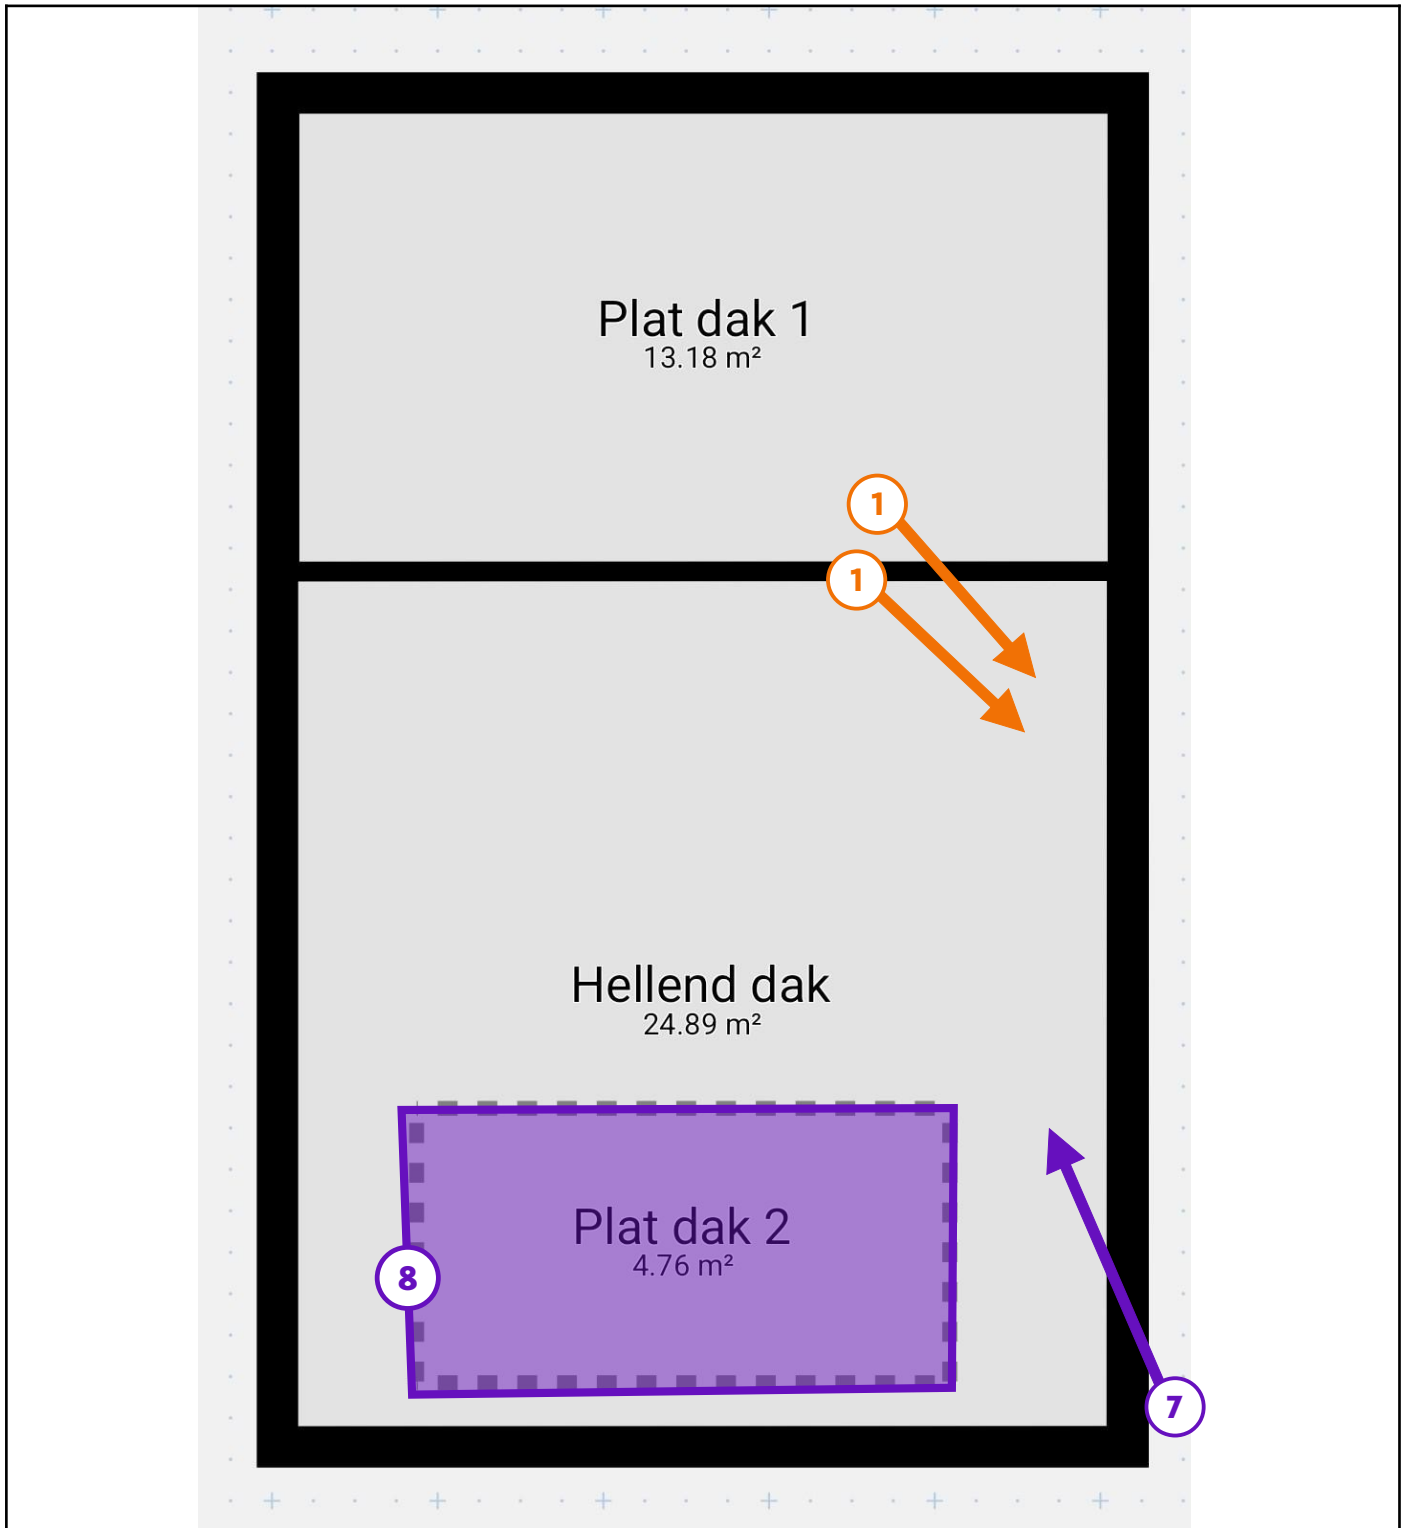 Plat dak 1
13.18 m²
1
1
Hellend dak
24.89 m²
Plat dak 2
4.76 m²
8
7